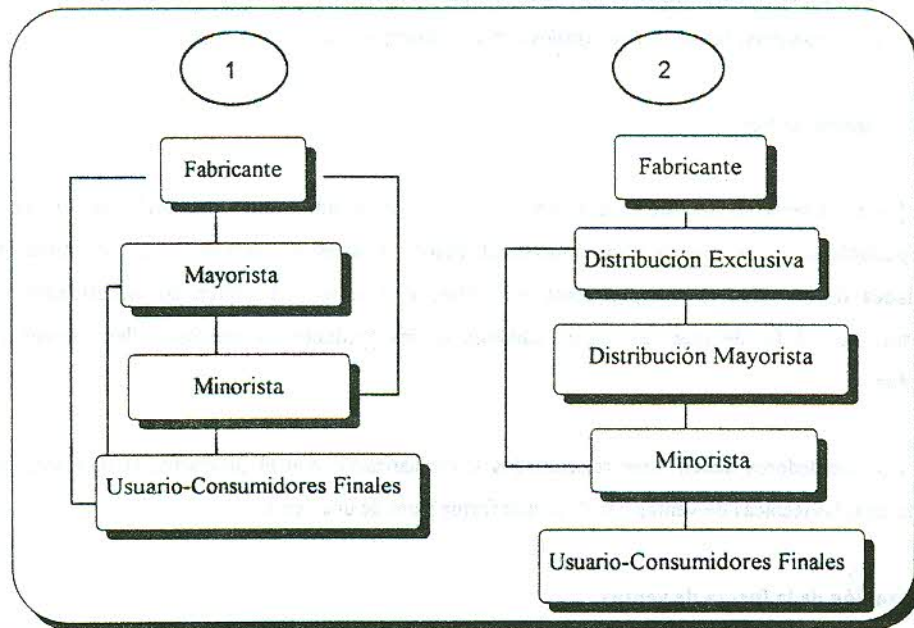 1
Fabricante
Mayorista
Minorista
Usuario-Consumidores Finales
2
Fabricante
Distribución Exclusiva
Distribución Mayorista
Minorista
Usuario-Consumidores Finales